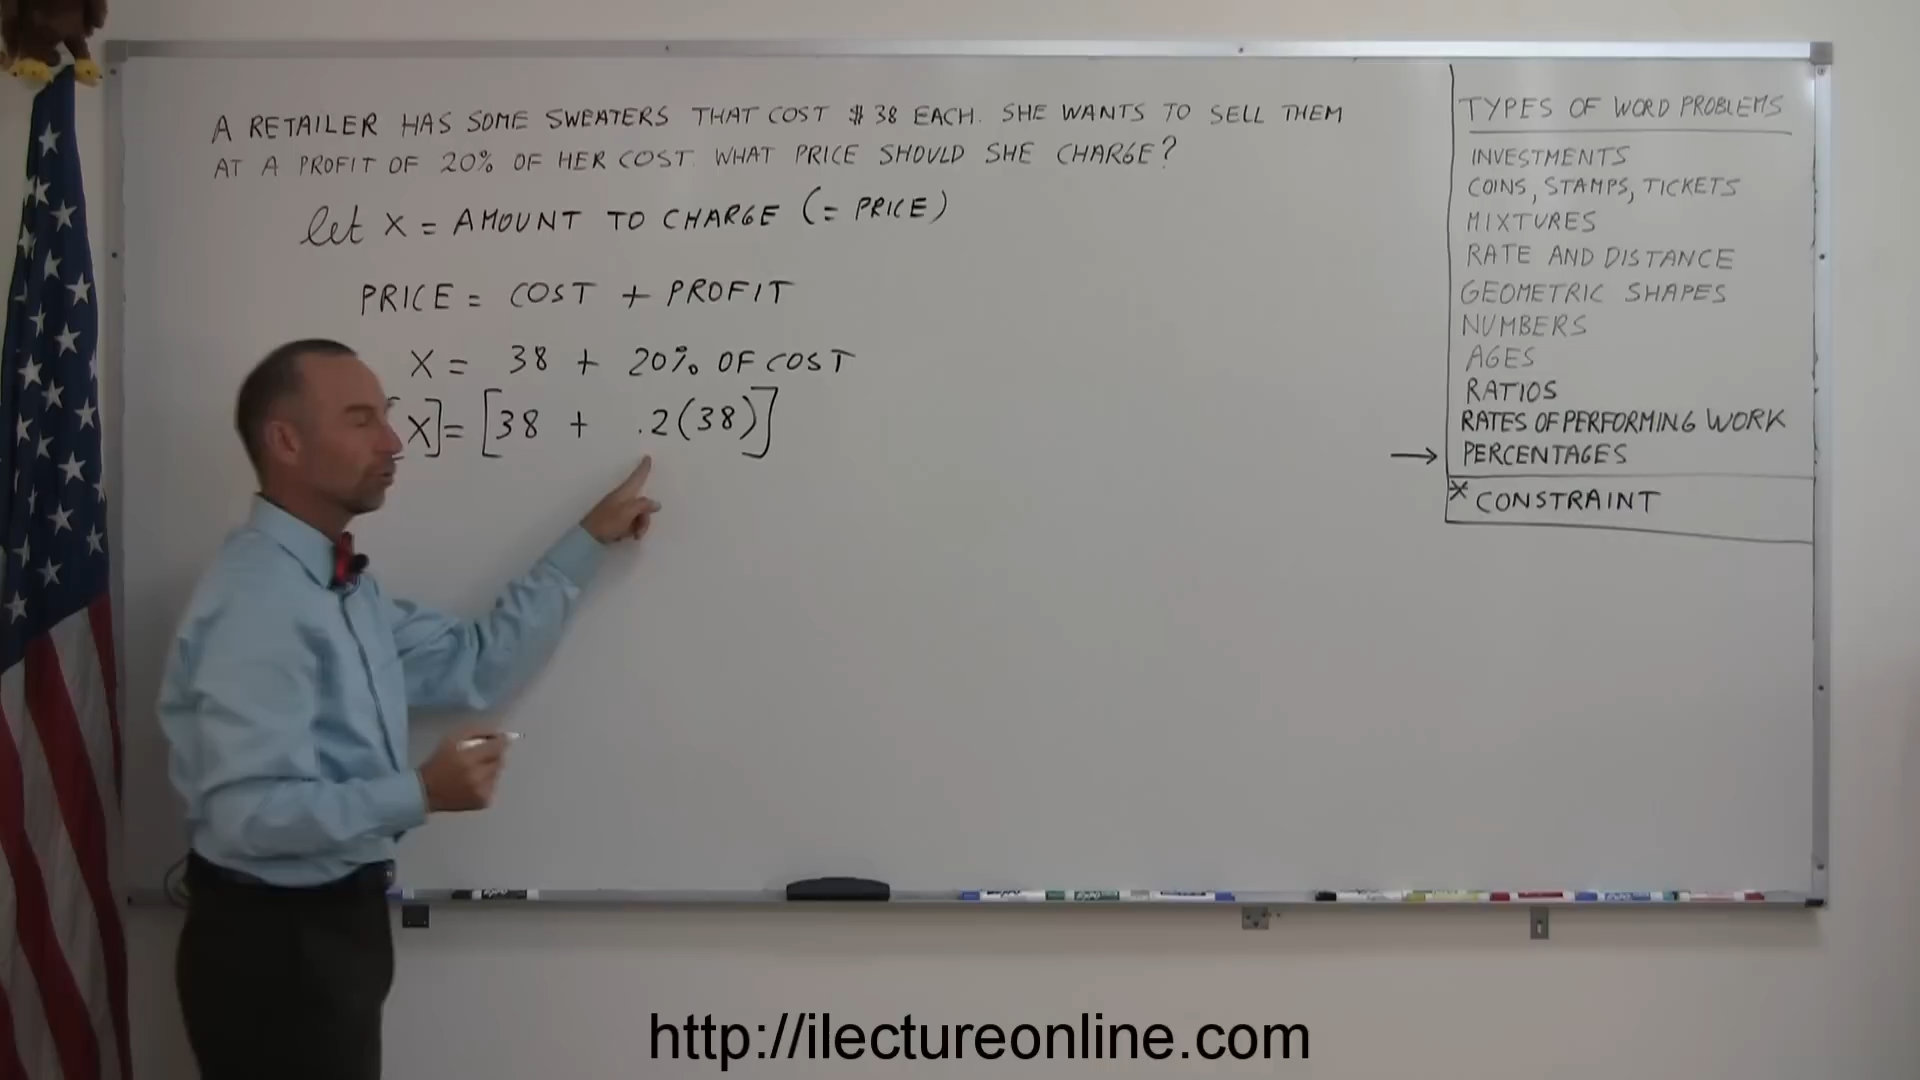 A RETAILER HAS SOME SWEATERS THAT COST $38 EACH. SHE WANTS TO SELL THEM
AT A PROFIT OF 20% OF HER COST. WHAT PRICE SHOULD SHE CHARGE?
let X = AMOUNT TO CHARGE (= PRICE)
PRICE = COST + PROFIT
X = 38 + 20% OF COST
[X] = [38 + .2(38)]
TYPES OF WORD PROBLEMS
INVESTMENTS
COINS, STAMPS, TICKETS
MIXTURES
RATE AND DISTANCE
GEOMETRIC SHAPES
NUMBERS
AGES
RATIOS
RATES OF PERFORMING WORK
→ PERCENTAGES
* CONSTRAINT
http://ilectureonline.com